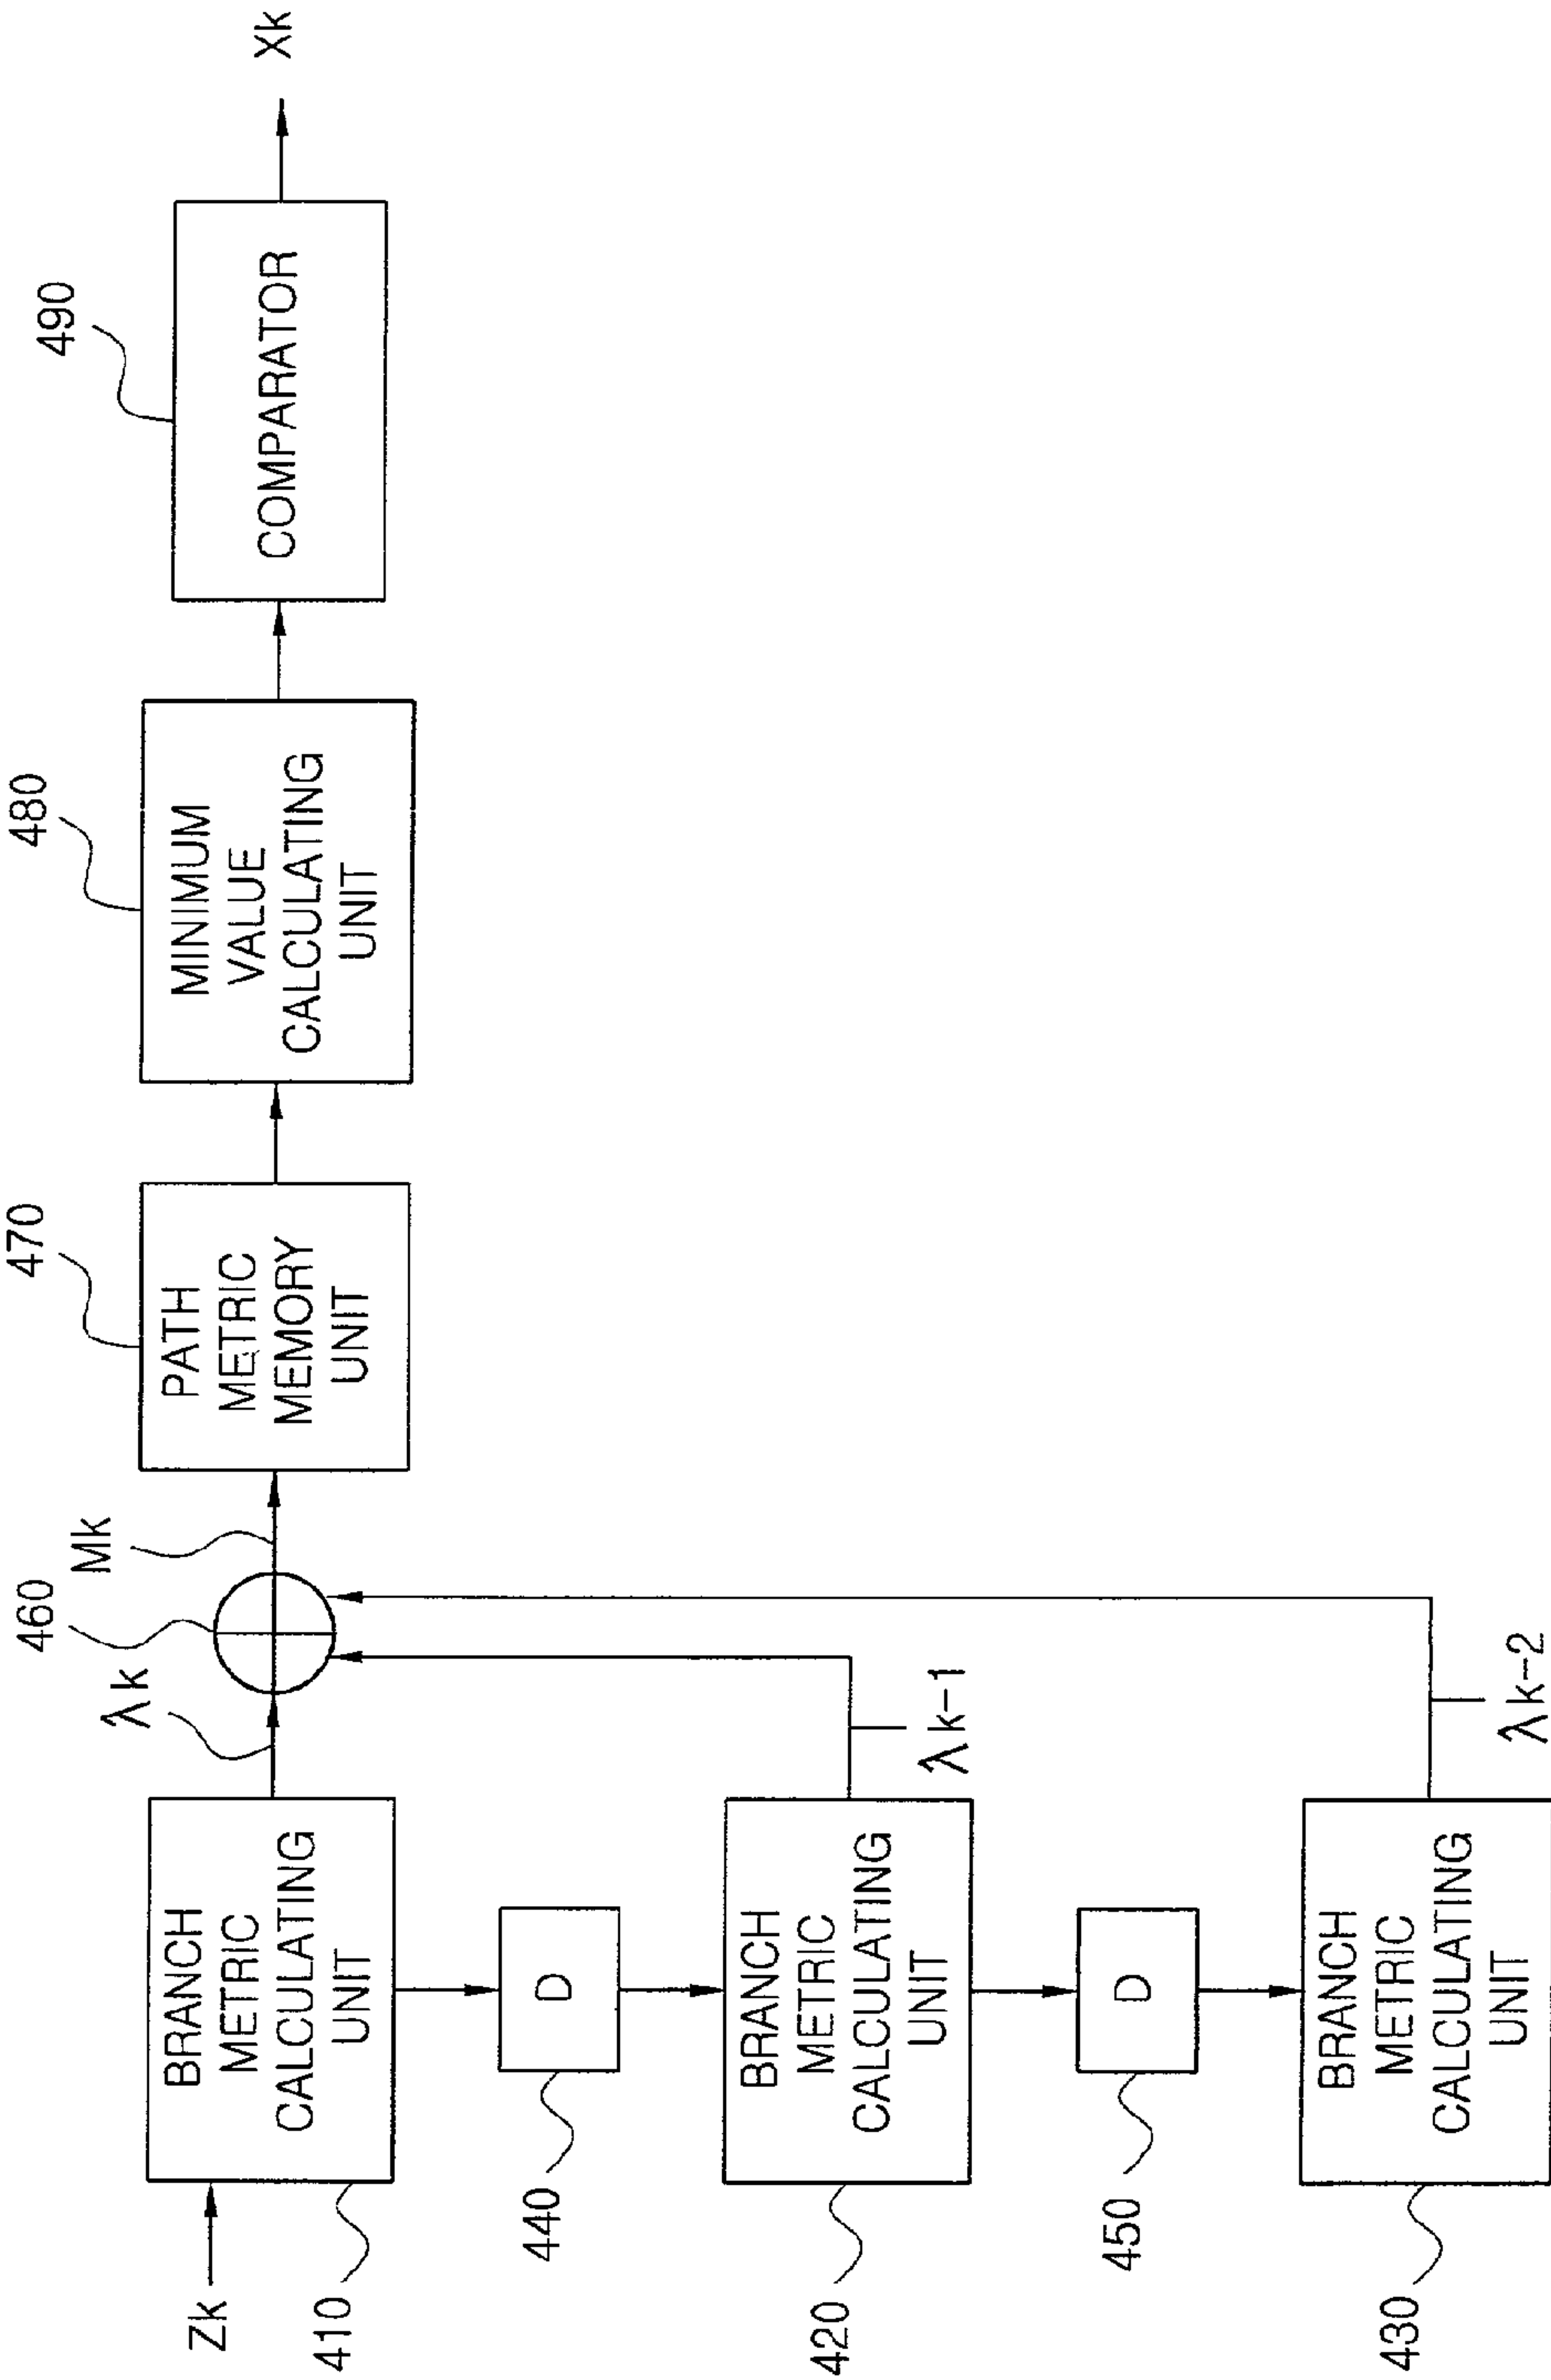 Zk
410
BRANCH
METRIC
CALCULATING
UNIT
λk
460
Mk
470
PATH
METRIC
MEMORY
UNIT
480
MINIMUM
VALUE
CALCULATING
UNIT
490
COMPARATOR
Xk
440
D
420
BRANCH
METRIC
CALCULATING
UNIT
λk-1
450
D
430
BRANCH
METRIC
CALCULATING
UNIT
λk-2